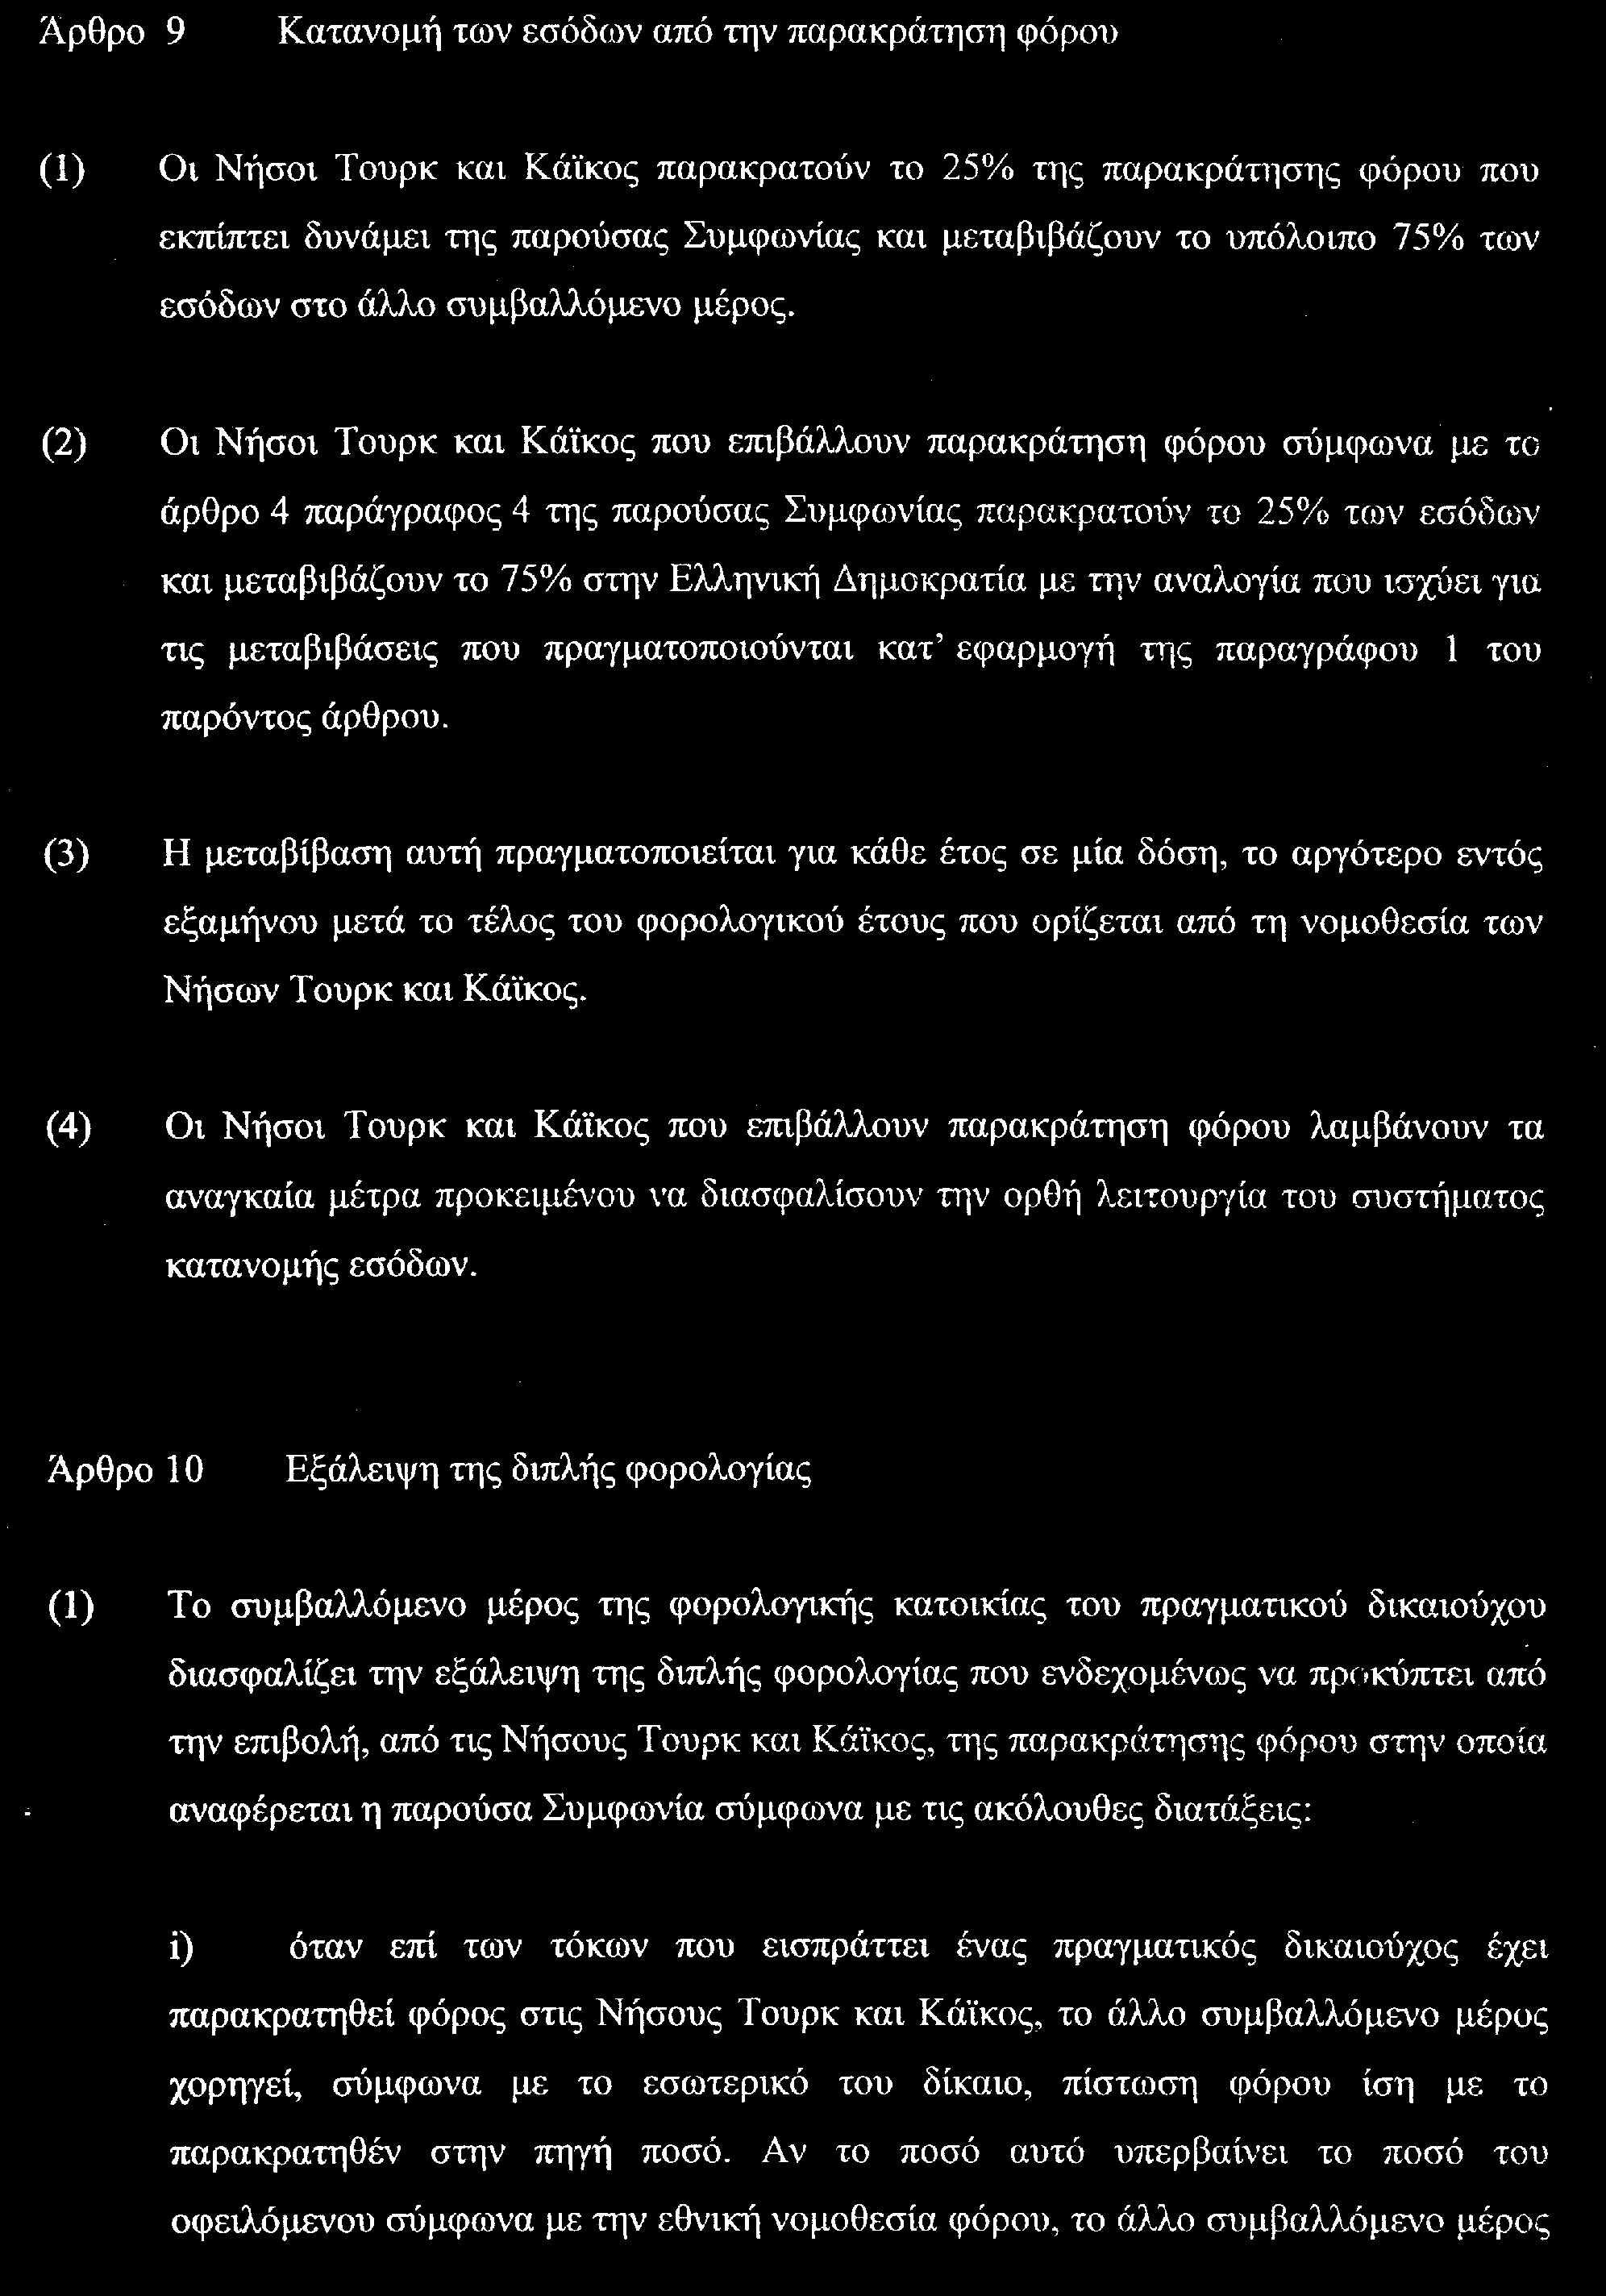 Άρθρο 9 Κατανομή των εσόδων από την παρακράτηση φόρου
(1) Οι Νήσοι Τουρκ και Κάϊκος παρακρατούν το 25% της παρακράτησης φόρου που
εκπίπτει δυνάμει της παρούσας Συμφωνίας και μεταβιβάζουν το υπόλοιπο 75% των
εσόδων στο άλλο συμβαλλόμενο μέρος.
(2) Οι Νήσοι Τουρκ και Κάϊκος που επιβάλλουν παρακράτηση φόρου σύμφωνα με το
άρθρο 4 παράγραφος 4 της παρούσας Συμφωνίας παρακρατούν το 25% των εσόδων
και μεταβιβάζουν το 75% στην Ελληνική Δημοκρατία με την αναλογία που ισχύει για
τις μεταβιβάσεις που πραγματοποιούνται κατ’ εφαρμογή της παραγράφου 1 του
παρόντος άρθρου.
(3) Η μεταβίβαση αυτή πραγματοποιείται για κάθε έτος σε μία δόση, το αργότερο εντός
εξαμήνου μετά το τέλος του φορολογικού έτους που ορίζεται από τη νομοθεσία των
Νήσων Τουρκ και Κάϊκος.
(4) Οι Νήσοι Τουρκ και Κάϊκος που επιβάλλουν παρακράτηση φόρου λαμβάνουν τα
αναγκαία μέτρα προκειμένου να διασφαλίσουν την ορθή λειτουργία του συστήματος
κατανομής εσόδων.
Άρθρο 10 Εξάλειψη της διπλής φορολογίας
(1) Το συμβαλλόμενο μέρος της φορολογικής κατοικίας του πραγματικού δικαιούχου
διασφαλίζει την εξάλειψη της διπλής φορολογίας που ενδεχομένως να προκύπτει από
την επιβολή, από τις Νήσους Τουρκ και Κάϊκος, της παρακράτησης φόρου στην οποία
αναφέρεται η παρούσα Συμφωνία σύμφωνα με τις ακόλουθες διατάξεις:
i) όταν επί των τόκων που εισπράττει ένας πραγματικός δικαιούχος έχει
παρακρατηθεί φόρος στις Νήσους Τουρκ και Κάϊκος, το άλλο συμβαλλόμενο μέρος
χορηγεί, σύμφωνα με το εσωτερικό του δίκαιο, πίστωση φόρου ίση με το
παρακρατηθέν στην πηγή ποσό. Αν το ποσό αυτό υπερβαίνει το ποσό του
οφειλόμενου σύμφωνα με την εθνική νομοθεσία φόρου, το άλλο συμβαλλόμενο μέρος